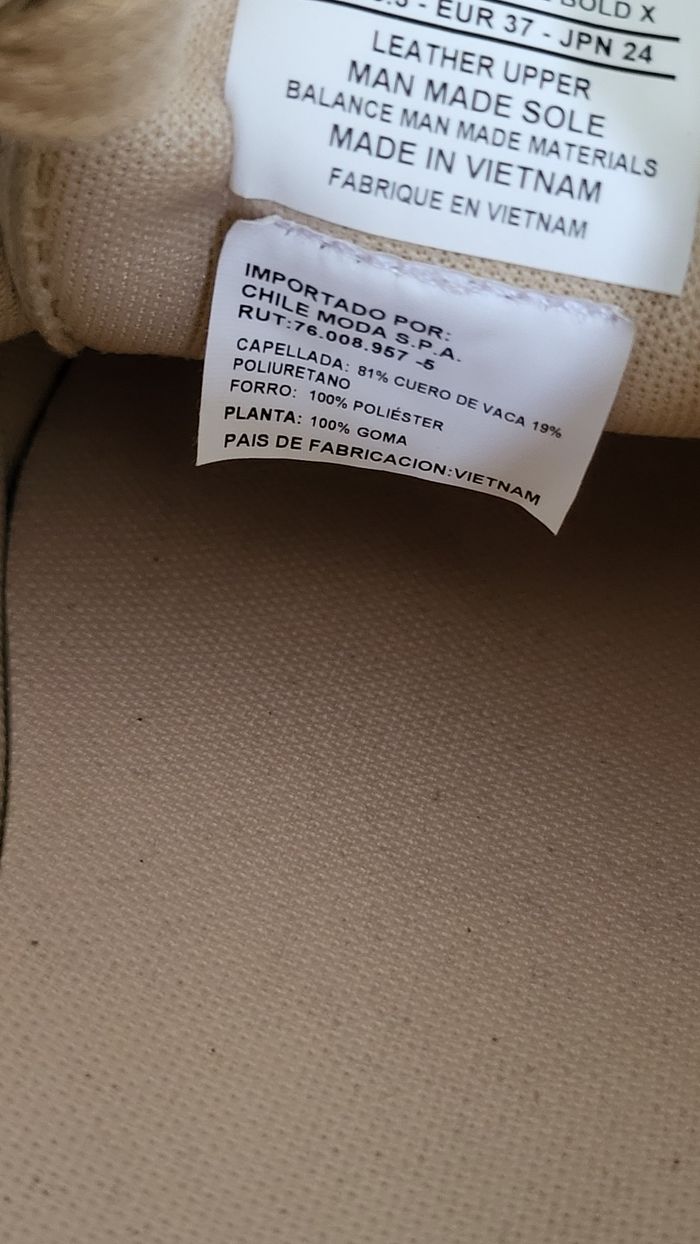 BOLD X
- EUR 37 - JPN 24
LEATHER UPPER
MAN MADE SOLE
BALANCE MAN MADE MATERIALS
MADE IN VIETNAM
FABRIQUE EN VIETNAM
IMPORTADO POR:
CHILE MODA S.P.A.
RUT:76.008.957 -5
CAPELLADA: 81% CUERO DE VACA 19%
POLIURETANO
FORRO: 100% POLIÉSTER
PLANTA: 100% GOMA
PAIS DE FABRICACION:VIETNAM